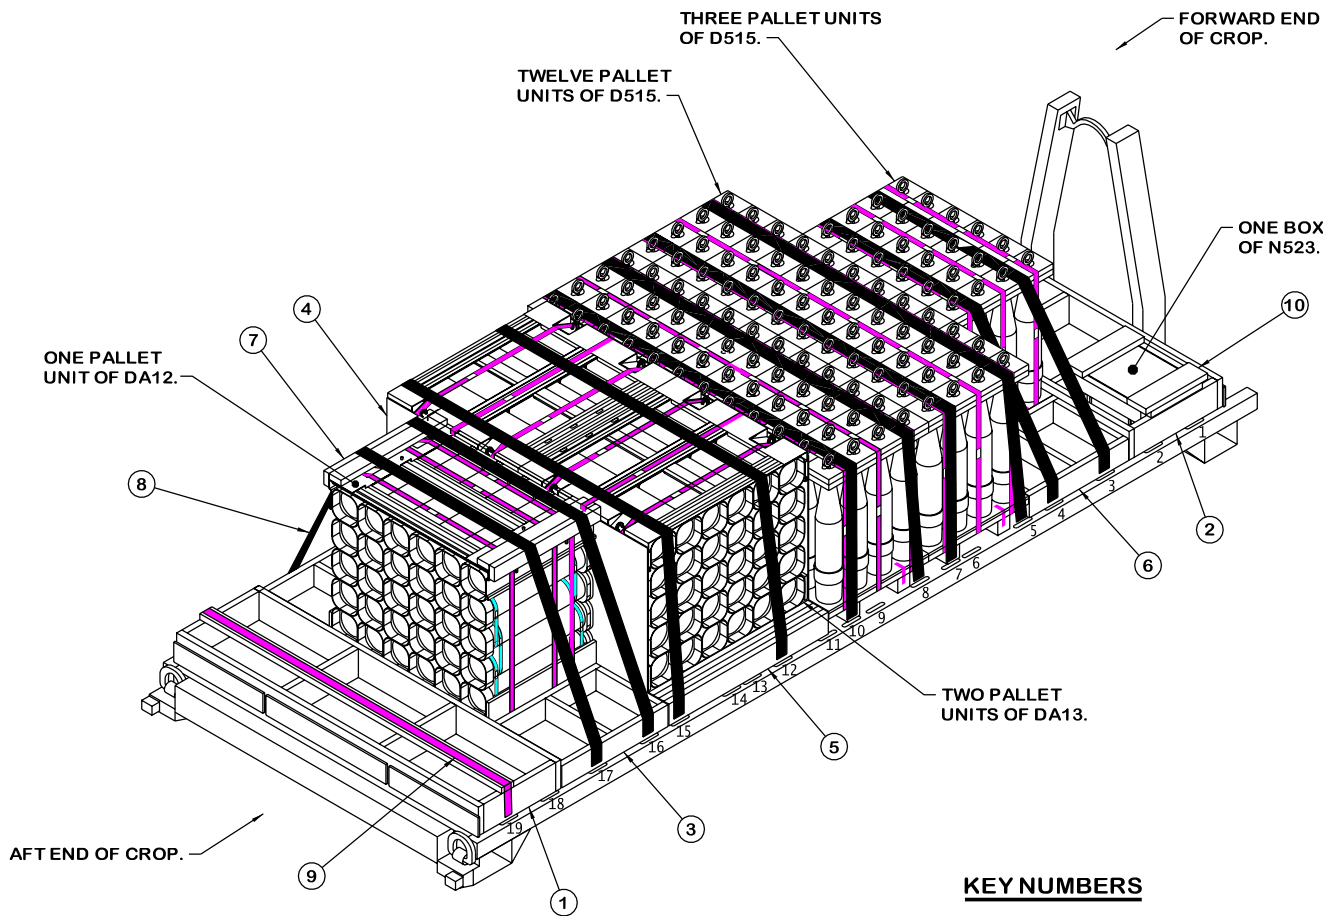 THREE PALLET UNITS
OF D515.
FORWARD END
OF CROP.
TWELVE PALLET
UNITS OF D515.
ONE BOX
OF N523.
10
4
7
ONE PALLET
UNIT OF DA12.
8
1
2
2
3
4
5
6
6
7
8
9
10
11
12
TWO PALLET
UNITS OF DA13.
13
14
5
15
16
17
3
18
19
AFT END OF CROP.
9
1
KEY NUMBERS